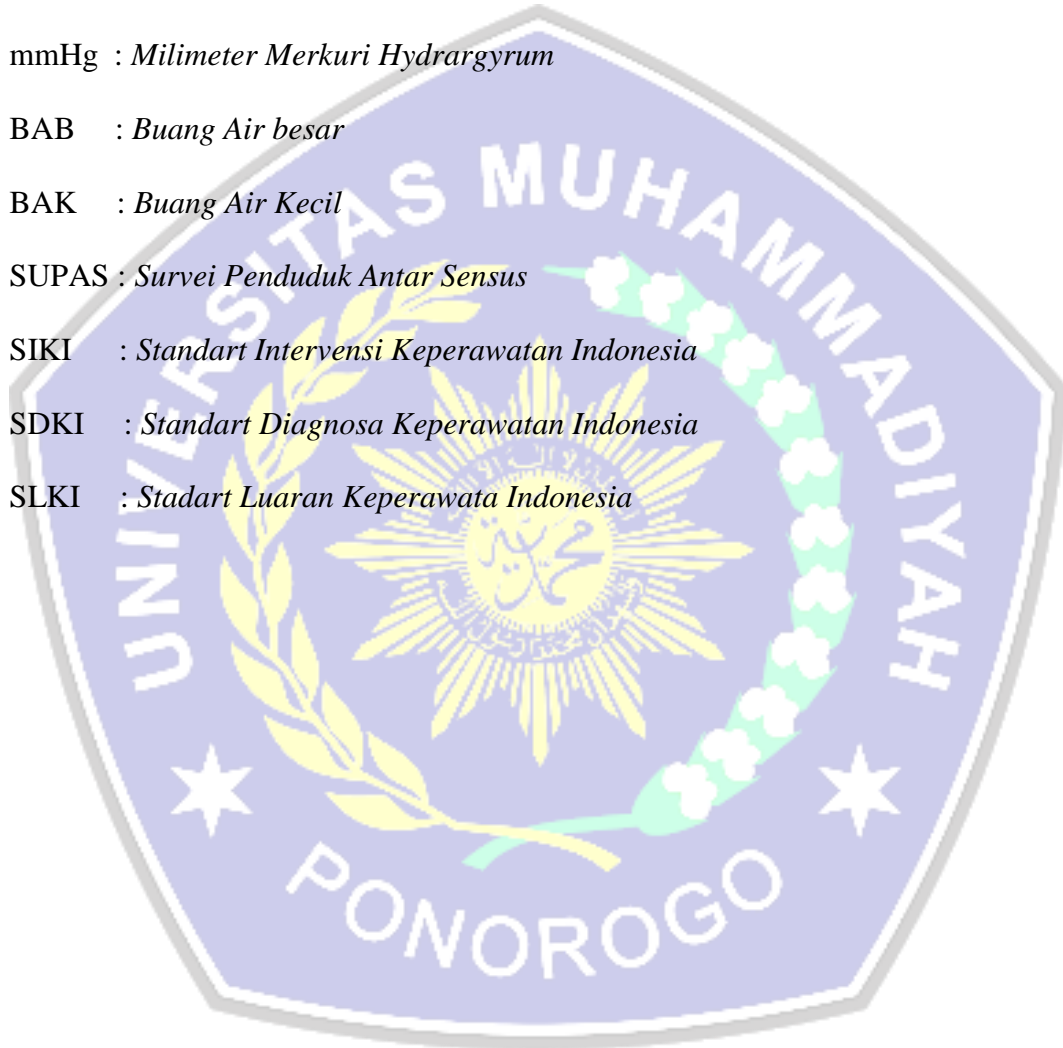 mmHg : Milimeter Merkuri Hydrargyrum
BAB : Buang Air besar
BAK : Buang Air Kecil
SUPAS : Survei Penduduk Antar Sensus
SIKI : Standart Intervensi Keperawatan Indonesia
SDKI : Standart Diagnosa Keperawatan Indonesia
SLKI : Stadart Luaran Keperawata Indonesia
UNIVERSITAS MUHAMMADIYAH
PONOROGO
محمد